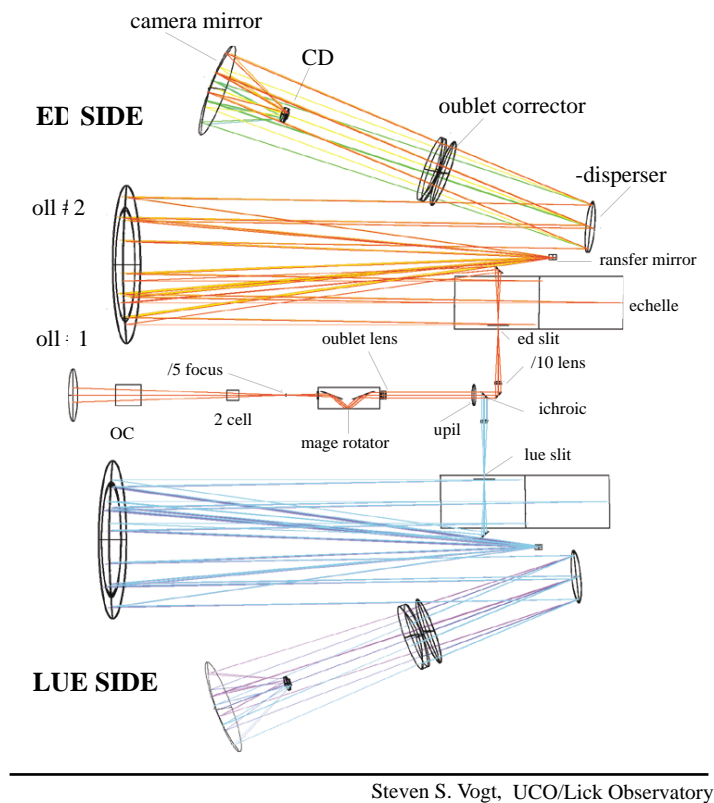 camera mirror
CD
oublet corrector
ED SIDE
-disperser
oll #2
ransfer mirror
echelle
oll : 1
ed slit
oublet lens
/10 lens
/5 focus
ichroic
2 cell
upil
OC
mage rotator
lue slit
LUE SIDE
Steven S. Vogt, UCO/Lick Observatory